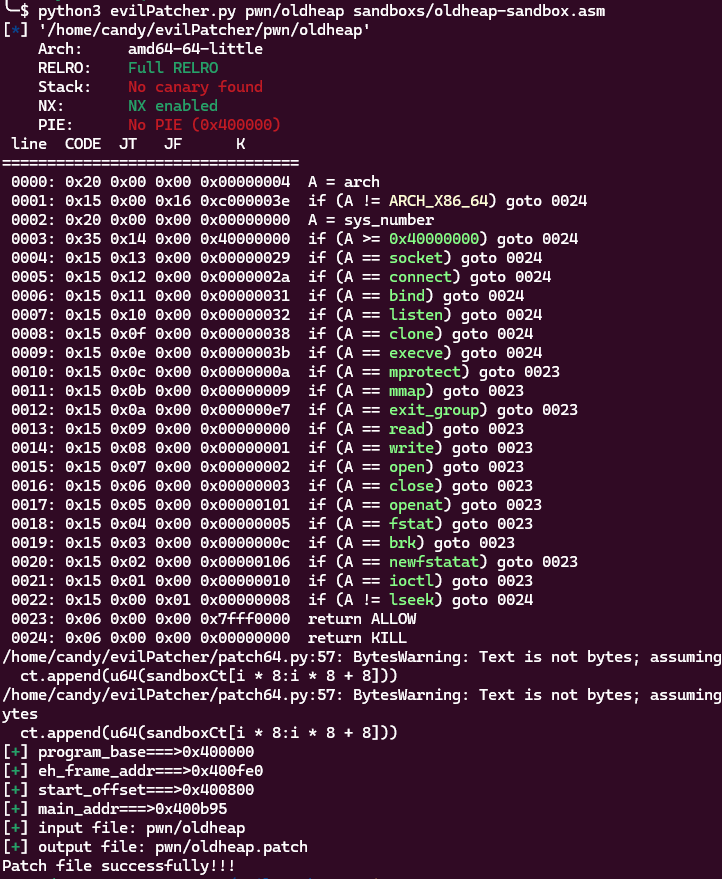 ╰─$ python3 evilPatcher.py pwn/oldheap sandboxs/oldheap-sandbox.asm
[*] '/home/candy/evilPatcher/pwn/oldheap'
    Arch:     amd64-64-little
    RELRO:    Full RELRO
    Stack:    No canary found
    NX:       NX enabled
    PIE:      No PIE (0x400000)
 line  CODE  JT   JF      K
=================================
 0000: 0x20 0x00 0x00 0x00000004  A = arch
 0001: 0x15 0x00 0x16 0xc000003e  if (A != ARCH_X86_64) goto 0024
 0002: 0x20 0x00 0x00 0x00000000  A = sys_number
 0003: 0x35 0x14 0x00 0x40000000  if (A >= 0x40000000) goto 0024
 0004: 0x15 0x13 0x00 0x00000029  if (A == socket) goto 0024
 0005: 0x15 0x12 0x00 0x0000002a  if (A == connect) goto 0024
 0006: 0x15 0x11 0x00 0x00000031  if (A == bind) goto 0024
 0007: 0x15 0x10 0x00 0x00000032  if (A == listen) goto 0024
 0008: 0x15 0x0f 0x00 0x00000038  if (A == clone) goto 0024
 0009: 0x15 0x0e 0x00 0x0000003b  if (A == execve) goto 0024
 0010: 0x15 0x0c 0x00 0x0000000a  if (A == mprotect) goto 0023
 0011: 0x15 0x0b 0x00 0x00000009  if (A == mmap) goto 0023
 0012: 0x15 0x0a 0x00 0x000000e7  if (A == exit_group) goto 0023
 0013: 0x15 0x09 0x00 0x00000000  if (A == read) goto 0023
 0014: 0x15 0x08 0x00 0x00000001  if (A == write) goto 0023
 0015: 0x15 0x07 0x00 0x00000002  if (A == open) goto 0023
 0016: 0x15 0x06 0x00 0x00000003  if (A == close) goto 0023
 0017: 0x15 0x05 0x00 0x00000101  if (A == openat) goto 0023
 0018: 0x15 0x04 0x00 0x00000005  if (A == fstat) goto 0023
 0019: 0x15 0x03 0x00 0x0000000c  if (A == brk) goto 0023
 0020: 0x15 0x02 0x00 0x00000106  if (A == newfstatat) goto 0023
 0021: 0x15 0x01 0x00 0x00000010  if (A == ioctl) goto 0023
 0022: 0x15 0x00 0x01 0x00000008  if (A != lseek) goto 0024
 0023: 0x06 0x00 0x00 0x7fff0000  return ALLOW
 0024: 0x06 0x00 0x00 0x00000000  return KILL
/home/candy/evilPatcher/patch64.py:57: BytesWarning: Text is not bytes; assuming
  ct.append(u64(sandboxCt[i * 8:i * 8 + 8]))
/home/candy/evilPatcher/patch64.py:57: BytesWarning: Text is not bytes; assuming
ytes
  ct.append(u64(sandboxCt[i * 8:i * 8 + 8]))
[+] program_base===>0x400000
[+] eh_frame_addr===>0x400fe0
[+] start_offset===>0x400800
[+] main_addr===>0x400b95
[+] input file: pwn/oldheap
[+] output file: pwn/oldheap.patch
Patch file successfully!!!